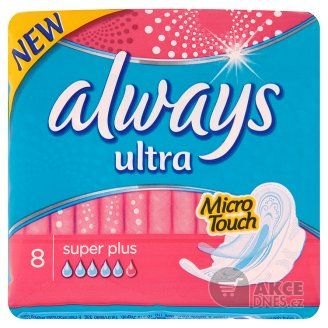 NEW
always
ultra
Micro
Touch
8 super plus
AKCE
DNES.cz